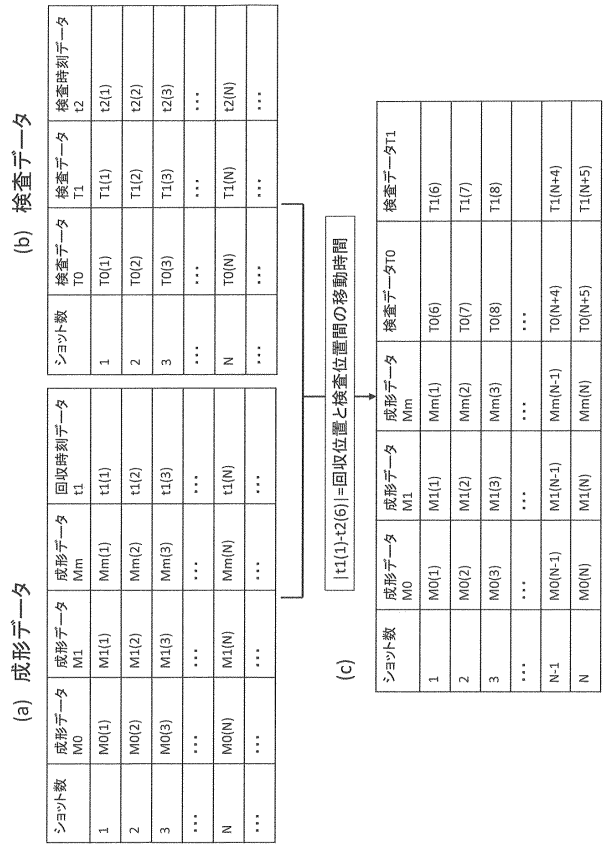 (a) 成形データ
ショット数 成形データ M0 成形データ M1 成形データ Mm 回収時刻データ t1
1 M0(1) M1(1) Mm(1) t1(1)
2 M0(2) M1(2) Mm(2) t1(2)
3 M0(3) M1(3) Mm(3) t1(3)
… … … … …
N M0(N) M1(N) Mm(N) t1(N)
… … … … …
(b) 検査データ
ショット数 検査データ T0 検査データ T1 検査時刻データ t2
1 T0(1) T1(1) t2(1)
2 T0(2) T1(2) t2(2)
3 T0(3) T1(3) t2(3)
… … … …
N T0(N) T1(N) t2(N)
… … … …
|t1(1)-t2(6)|=回収位置と検査位置間の移動時間
(c)
ショット数 成形データ M0 成形データ M1 成形データ Mm 検査データT0 検査データT1
1 M0(1) M1(1) Mm(1) T0(6) T1(6)
2 M0(2) M1(2) Mm(2) T0(7) T1(7)
3 M0(3) M1(3) Mm(3) T0(8) T1(8)
… … … … …
N-1 M0(N-1) M1(N-1) Mm(N-1) T0(N+4) T1(N+4)
N M0(N) M1(N) Mm(N) T0(N+5) T1(N+5)